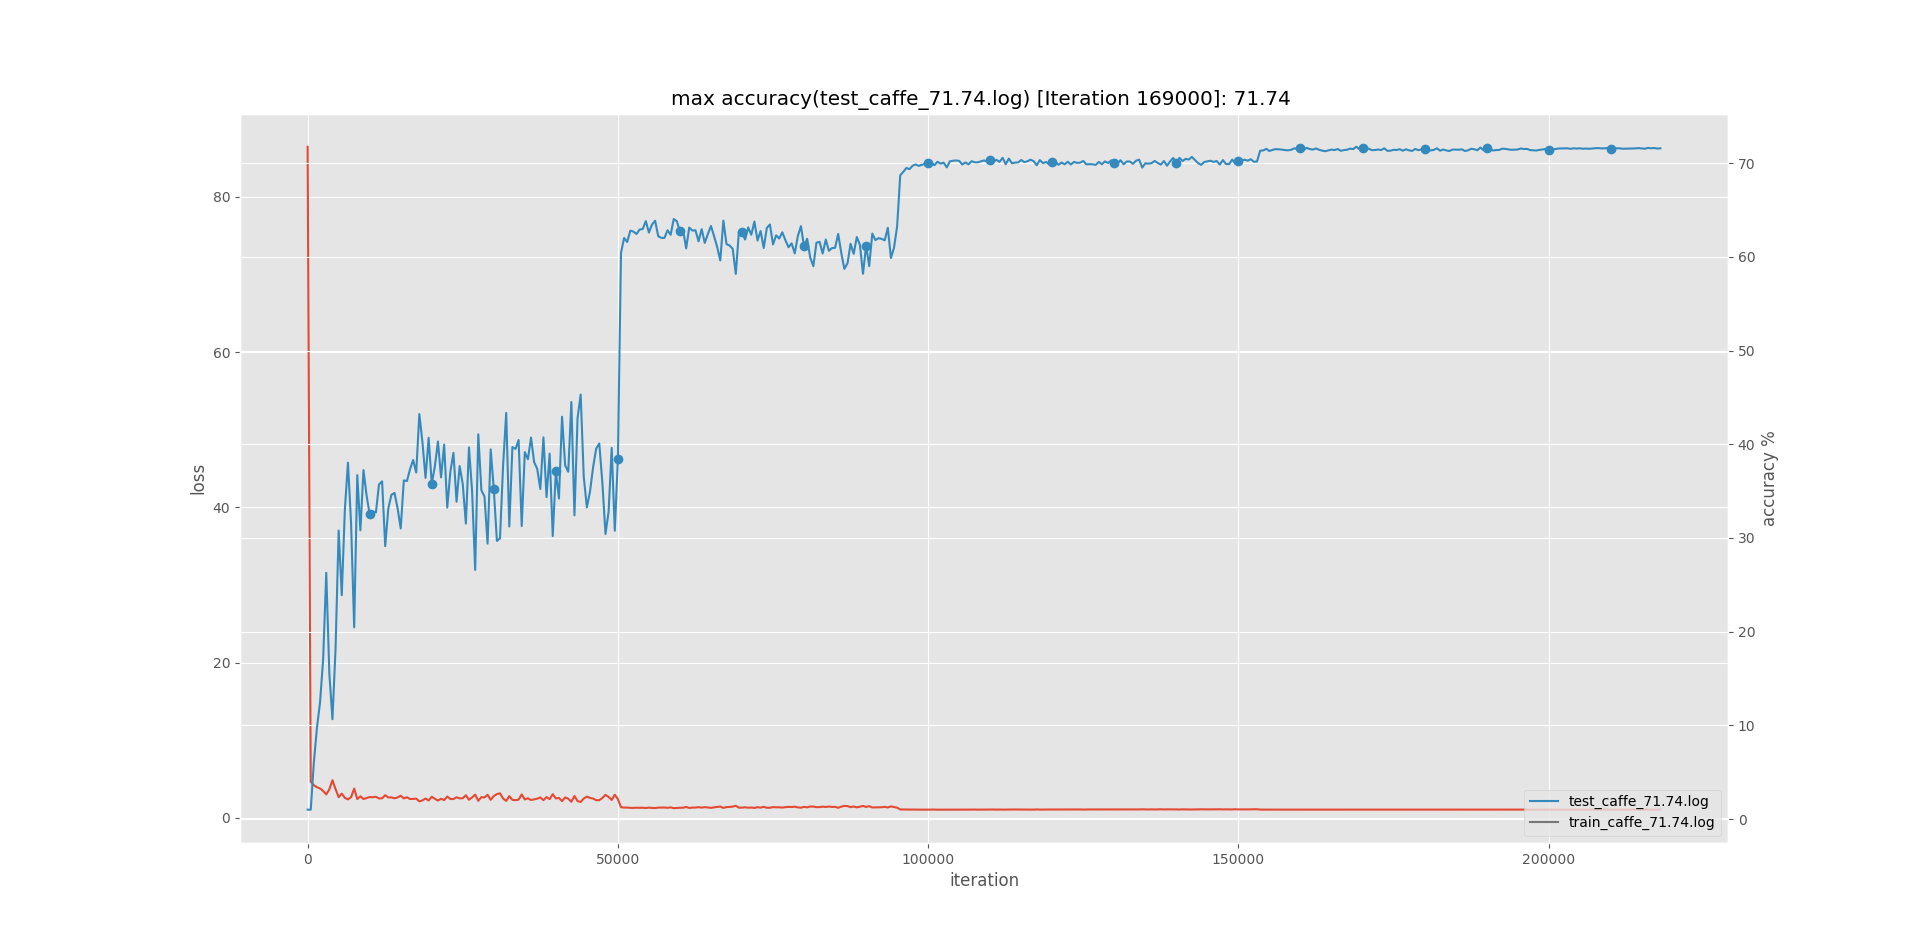 max accuracy(test_caffe_71.74.log) [Iteration 169000]: 71.74
80
60
40
20
0
loss
70
60
50
40
30
20
10
0
accuracy %
test_caffe_71.74.log
train_caffe_71.74.log
0 50000 100000 150000 200000
iteration